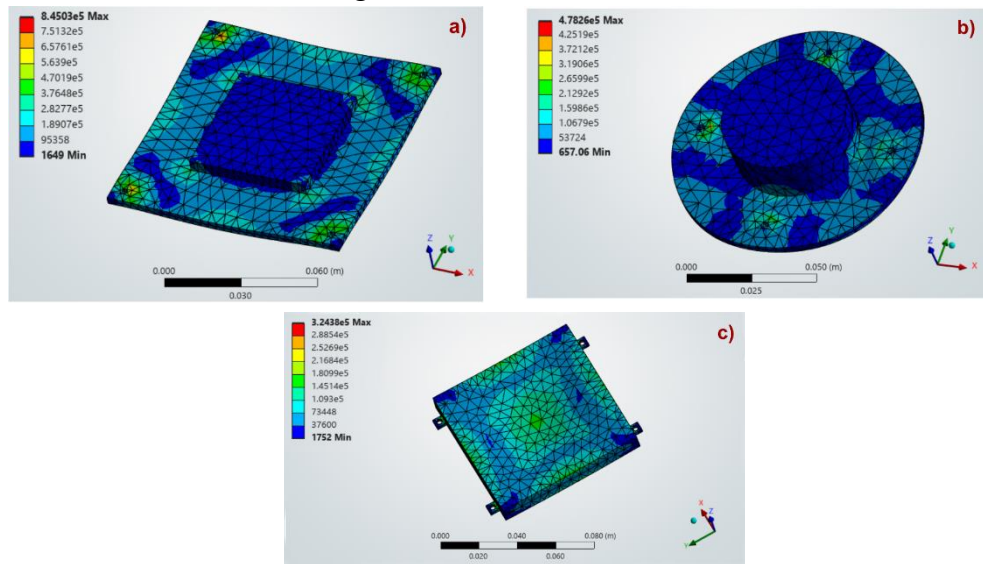 a)
8.4503e5 Max
7.5132e5
6.5761e5
5.639e5
4.7019e5
3.7648e5
2.8277e5
1.8907e5
95358
1649 Min
0.000 0.060 (m)
0.030
Z Y X
b)
4.7826e5 Max
4.2519e5
3.7212e5
3.1906e5
2.6599e5
2.1292e5
1.5986e5
1.0679e5
53724
657.06 Min
0.000 0.050 (m)
0.025
Z Y X
c)
3.2438e5 Max
2.8854e5
2.5269e5
2.1684e5
1.8099e5
1.4514e5
1.093e5
73448
37600
1752 Min
0.000 0.040 0.080 (m)
0.020 0.060
X Z Y